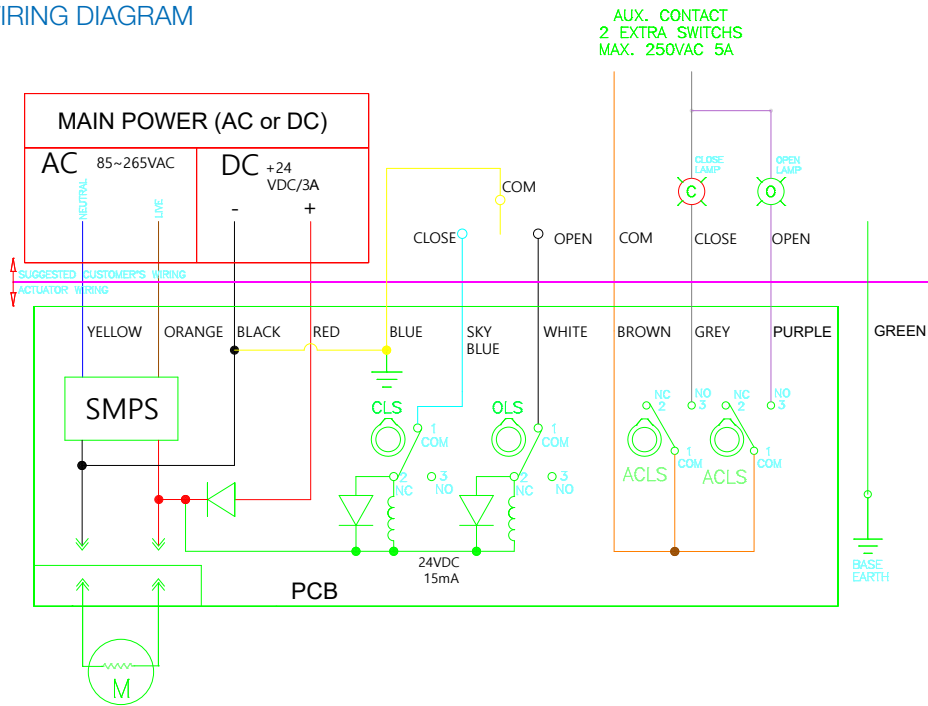 WIRING DIAGRAM
AUX. CONTACT
2 EXTRA SWITCHS
MAX. 250VAC 5A
MAIN POWER (AC or DC)
AC 85~265VAC
DC +24
VDC/3A
NEUTRAL
LIVE
- +
COM
CLOSE
OPEN
COM
CLOSE
OPEN
CLOSE
LAMP
OPEN
LAMP
C
O
SUGGESTED CUSTOMER'S WIRING
ACTUATOR WIRING
YELLOW ORANGE BLACK RED BLUE SKY
BLUE
WHITE BROWN GREY PURPLE GREEN
SMPS
CLS
1
COM
2
NC
3
NO
OLS
1
COM
2
NC
3
NO
NC
2
NO
3
1
COM
ACLS
NC
2
NO
3
1
COM
ACLS
24VDC
15mA
PCB
BASE
EARTH
M